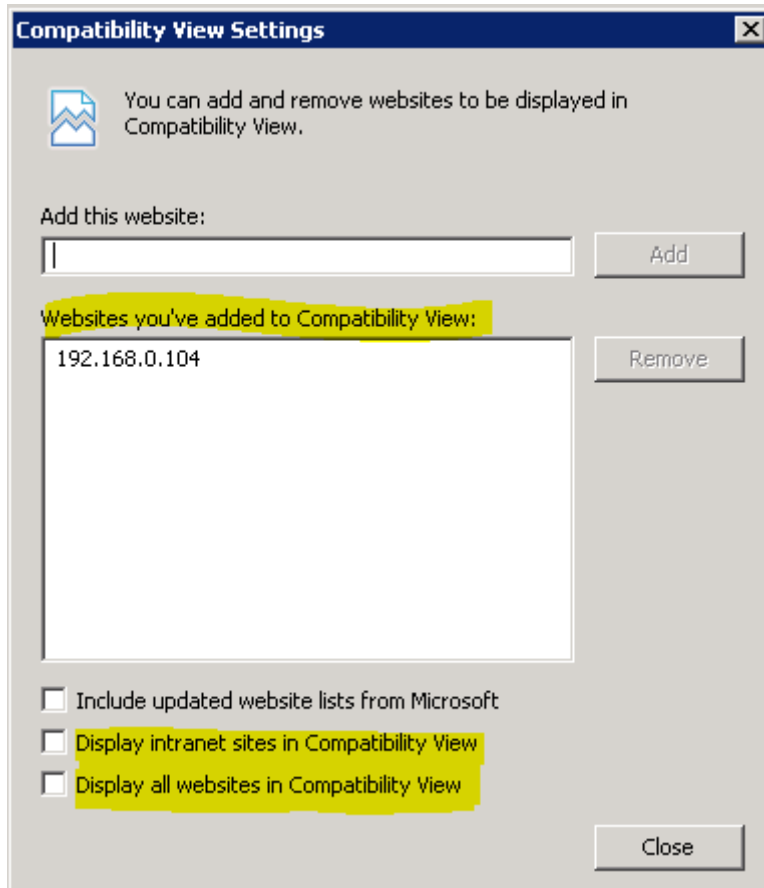 Compatibility View Settings
You can add and remove websites to be displayed in
Compatibility View.
Add this website:
Add
Websites you've added to Compatibility View:
192.168.0.104
Remove
Include updated website lists from Microsoft
Display intranet sites in Compatibility View
Display all websites in Compatibility View
Close